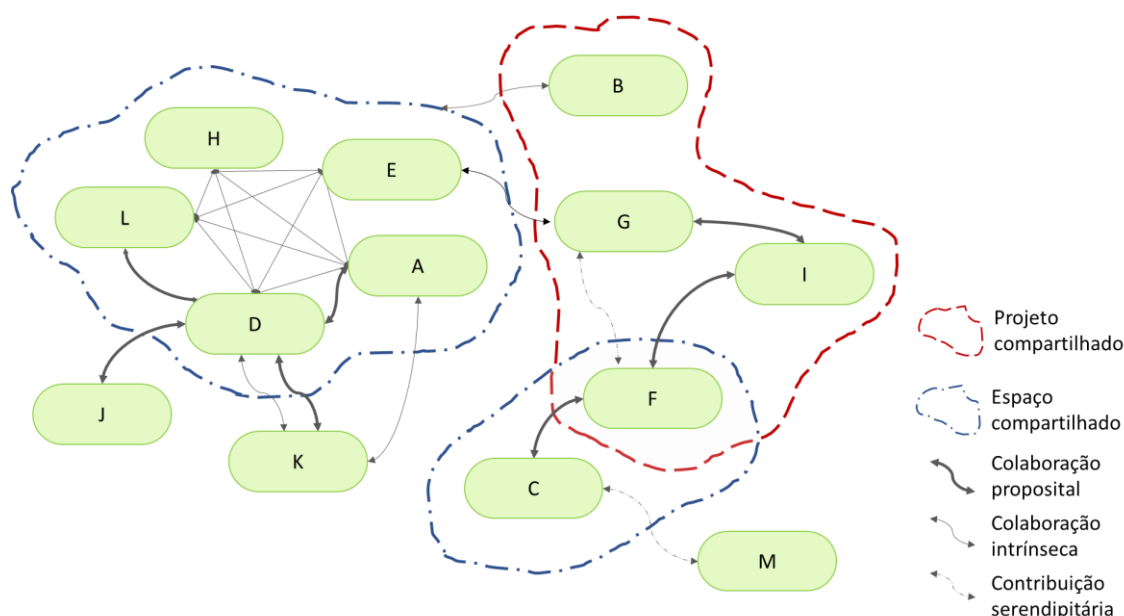 B
H
E
L
G
A
I
D
Projeto
compartilhado
F
Espaço
compartilhado
J
K
Colaboração
proposital
C
Colaboração
intrínseca
M
Contribuição
serendipitária